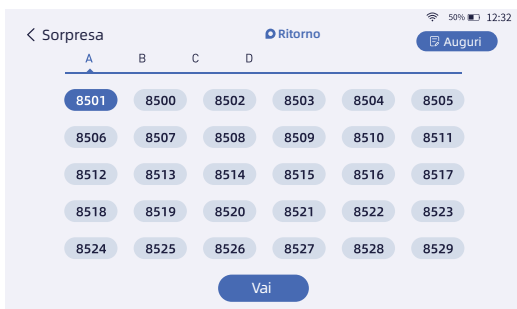 50% 12:32
Sorpresa
Ritorno
Auguri
A B C D
8501 8500 8502 8503 8504 8505
8506 8507 8508 8509 8510 8511
8512 8513 8514 8515 8516 8517
8518 8519 8520 8521 8522 8523
8524 8525 8526 8527 8528 8529
Vai